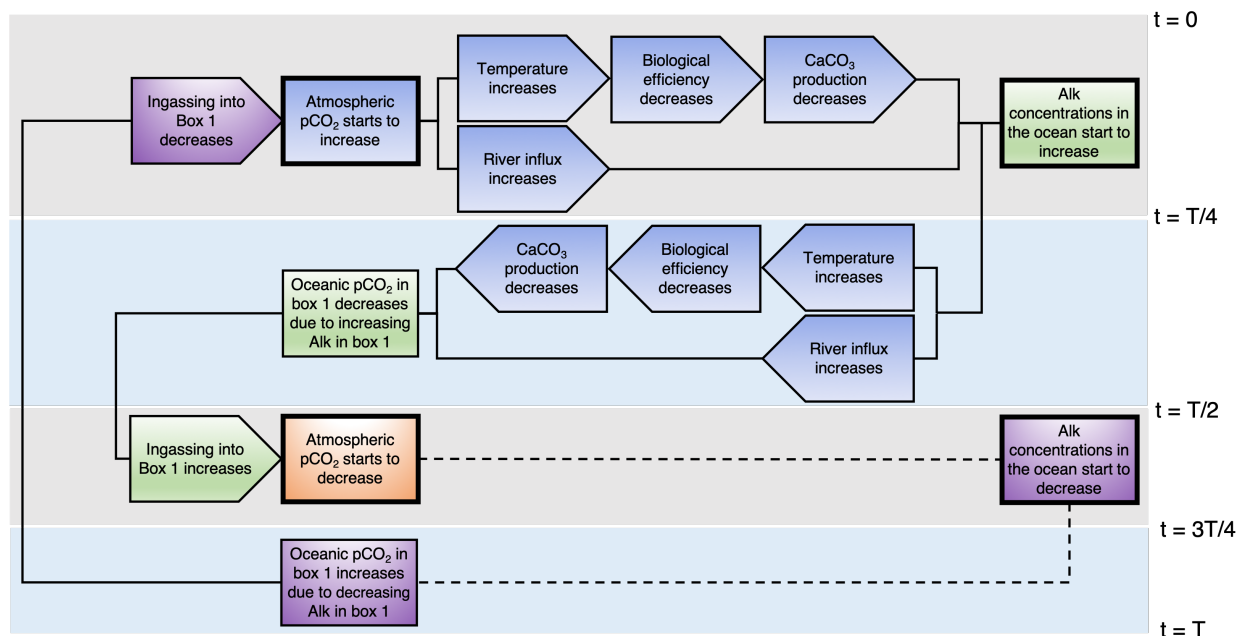 t = 0
Ingassing into
Box 1
decreases
Atmospheric
pCO₂ starts to
increase
Temperature
increases
Biological
efficiency
decreases
CaCO₃
production
decreases
River influx
increases
Alk
concentrations in
the ocean start to
increase
t = T/4
Oceanic pCO₂ in
box 1 decreases
due to increasing
Alk in box 1
CaCO₃
production
decreases
Biological
efficiency
decreases
Temperature
increases
River influx
increases
t = T/2
Ingassing into
Box 1 increases
Atmospheric
pCO₂ starts to
decrease
Alk
concentrations in
the ocean start to
decrease
t = 3T/4
Oceanic pCO₂ in
box 1 increases
due to decreasing
Alk in box 1
t = T